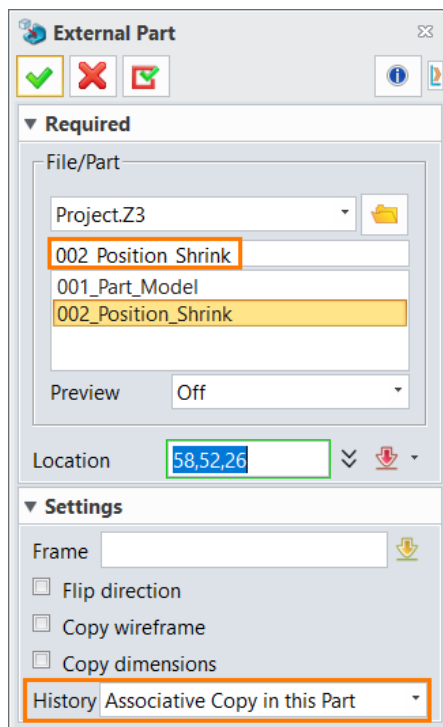 External Part
Required
File/Part
Project.Z3
002_Position_Shrink
001_Part_Model
002_Position_Shrink
Preview Off
Location 58,52,26
Settings
Frame
Flip direction
Copy wireframe
Copy dimensions
History Associative Copy in this Part